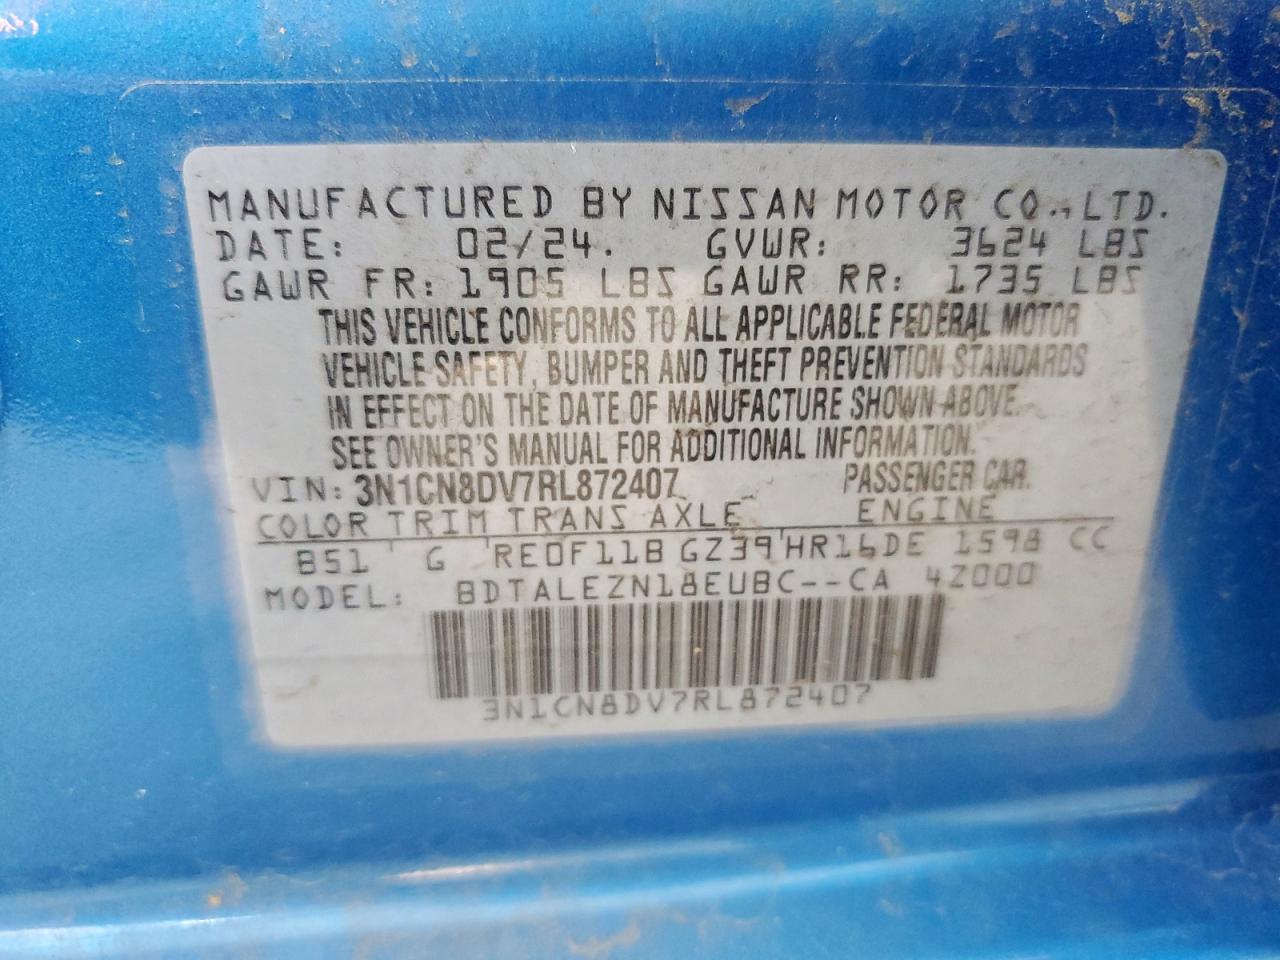 MANUFACTURED BY NISSAN MOTOR CO., LTD.
DATE: 02/24. GVWR: 3624 LBS
GAWR FR: 1905 LBS GAWR RR: 1735 LBS
THIS VEHICLE CONFORMS TO ALL APPLICABLE FEDERAL MOTOR
VEHICLE SAFETY, BUMPER AND THEFT PREVENTION STANDARDS
IN EFFECT ON THE DATE OF MANUFACTURE SHOWN ABOVE.
SEE OWNER'S MANUAL FOR ADDITIONAL INFORMATION.
VIN: 3N1CN8DV7RL872407 PASSENGER CAR.
COLOR TRIM TRANS AXLE ENGINE
B51 G RE0F11B GZ39 HR16DE 1598 CC
MODEL: BDTALEZN18EUBC--CA 4Z000
3N1CN8DV7RL872407